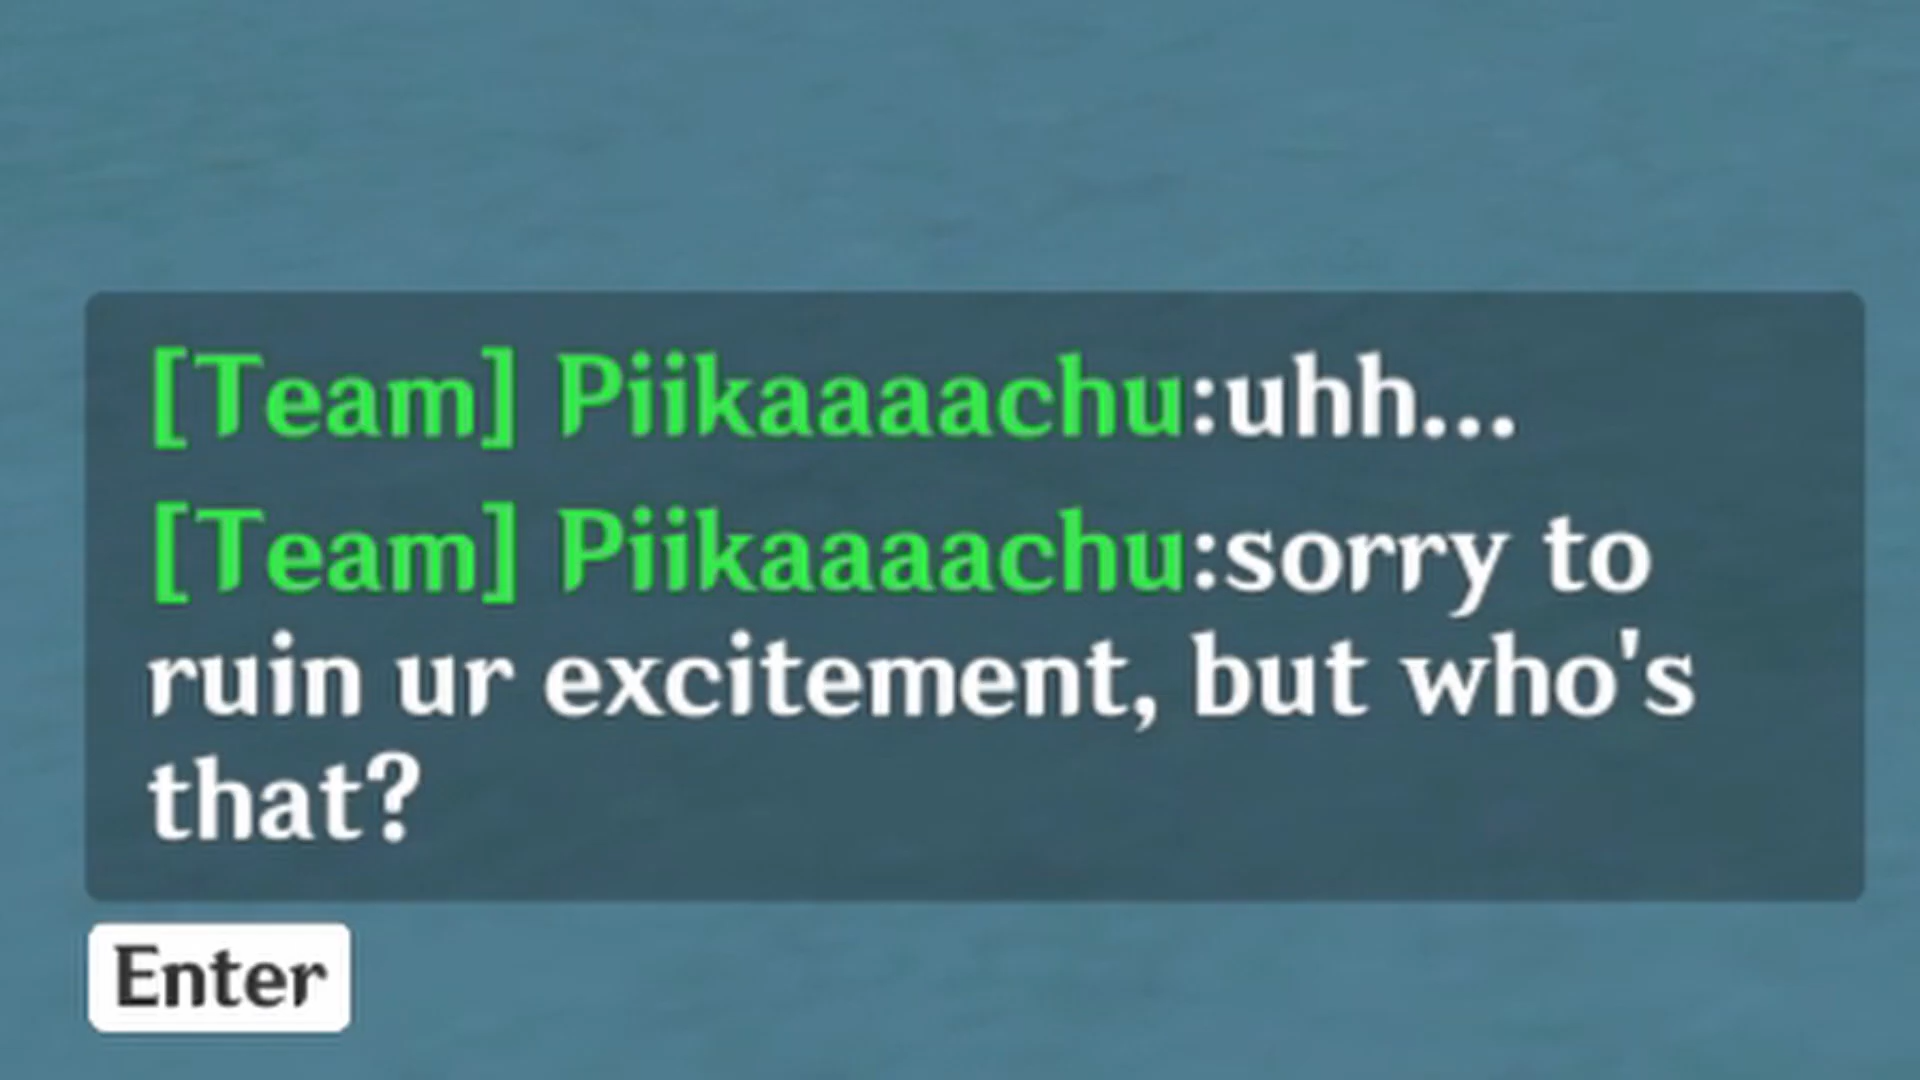 [Team] Piikaaaachu:uhh...
[Team] Piikaaaachu:sorry to
ruin ur excitement, but who's
that?
Enter